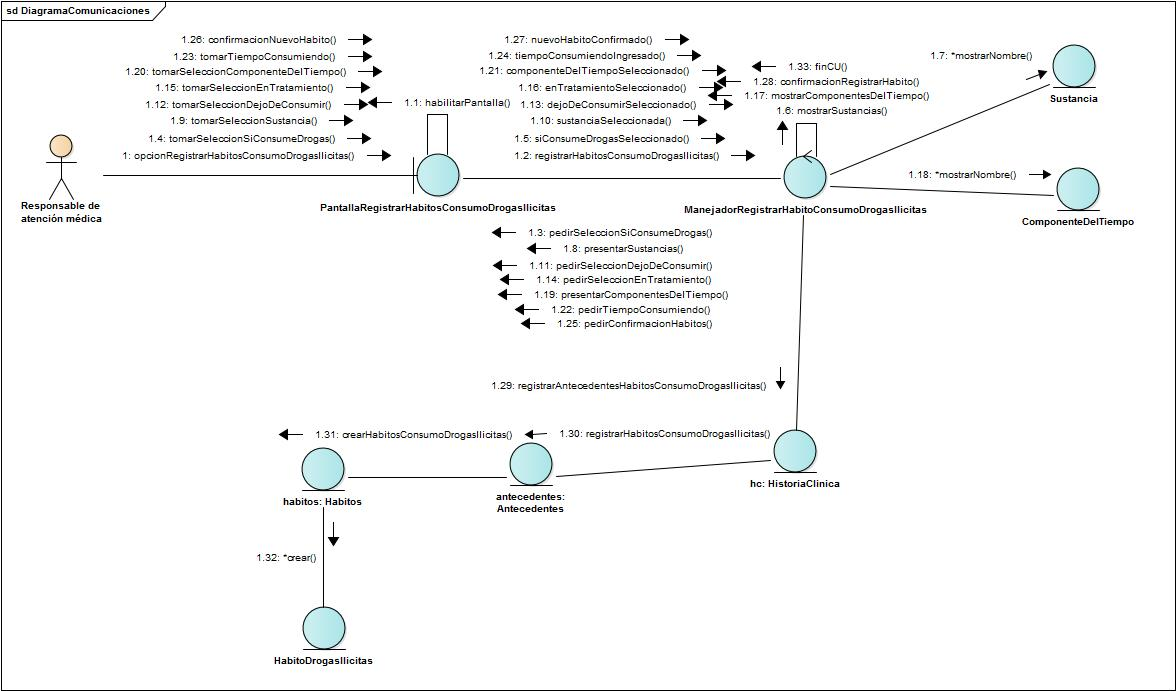 sd DiagramaComunicaciones
1.26: confirmacionNuevoHabito()
1.23: tomarTiempoConsumiendo()
1.20: tomarSeleccionComponenteDelTiempo()
1.15: tomarSeleccionEnTratamiento()
1.12: tomarSeleccionDejoDeConsumir()
1.9: tomarSeleccionSustancia()
1.4: tomarSeleccionSiConsumeDrogas()
1: opcionRegistrarHabitosConsumoDrogasIlicitas()
1.1: habilitarPantalla()
1.27: nuevoHabitoConfirmado()
1.24: tiempoConsumiendoIngresado()
1.21: componenteDelTiempoSeleccionado()
1.16: enTratamientoSeleccionado()
1.13: dejoDeConsumirSeleccionado()
1.10: sustanciaSeleccionada()
1.5: siConsumeDrogasSeleccionado()
1.2: registrarHabitosConsumoDrogasIlicitas()
1.33: finCU()
1.28: confirmacionRegistrarHabito()
1.17: mostrarComponentesDelTiempo()
1.6: mostrarSustancias()
1.7: *mostrarNombre()
Sustancia
1.18: *mostrarNombre()
ComponenteDelTiempo
Responsable de
atención médica
PantallaRegistrarHabitosConsumoDrogasIlicitas
ManejadorRegistrarHabitoConsumoDrogasIlicitas
1.3: pedirSeleccionSiConsumeDrogas()
1.8: presentarSustancias()
1.11: pedirSeleccionDejoDeConsumir()
1.14: pedirSeleccionEnTratamiento()
1.19: presentarComponentesDelTiempo()
1.22: pedirTiempoConsumiendo()
1.25: pedirConfirmacionHabitos()
1.29: registrarAntecedentesHabitosConsumoDrogasIlicitas()
1.31: crearHabitosConsumoDrogasIlicitas()
1.30: registrarHabitosConsumoDrogasIlicitas()
hc: HistoriaClinica
antecedentes:
Antecedentes
habitos: Habitos
1.32: *crear()
HabitoDrogasIlicitas